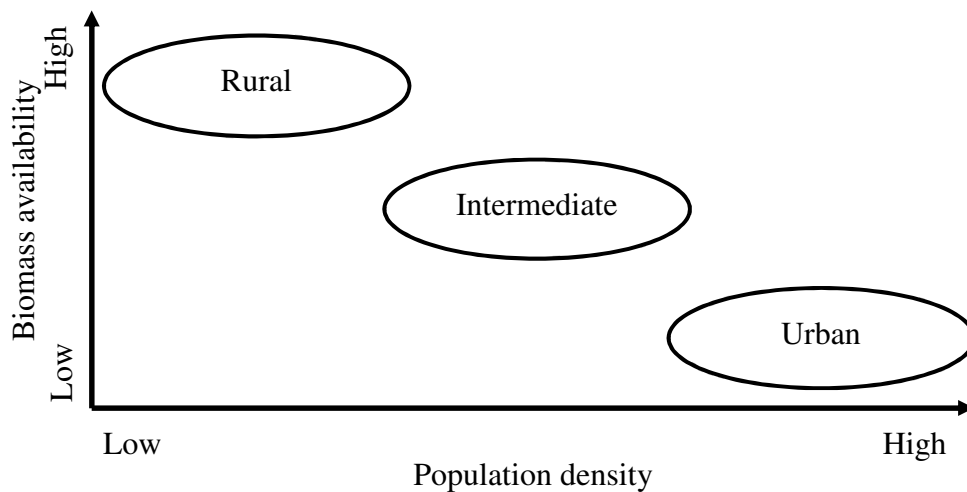 High
Rural
Biomass availability
Intermediate
Urban
Low
Low
High
Population density